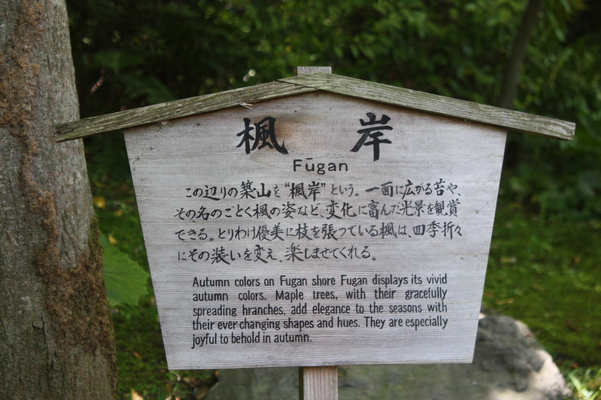 楓岸
Fūgan
この辺りの築山を“楓岸”という。一面に広がる苔や、
その名のごとく楓の姿など、変化に富んだ光景を観賞
できる。とりわけ優美に枝を張っている楓は、四季折々
にその装いを変え、楽しませてくれる。
Autumn colors on Fugan shore Fugan displays its vivid
autumn colors. Maple trees, with their gracefully
spreading hranches, add elegance to the seasons with
their ever changing shapes and hues. They are especially
joyful to behold in autumn.